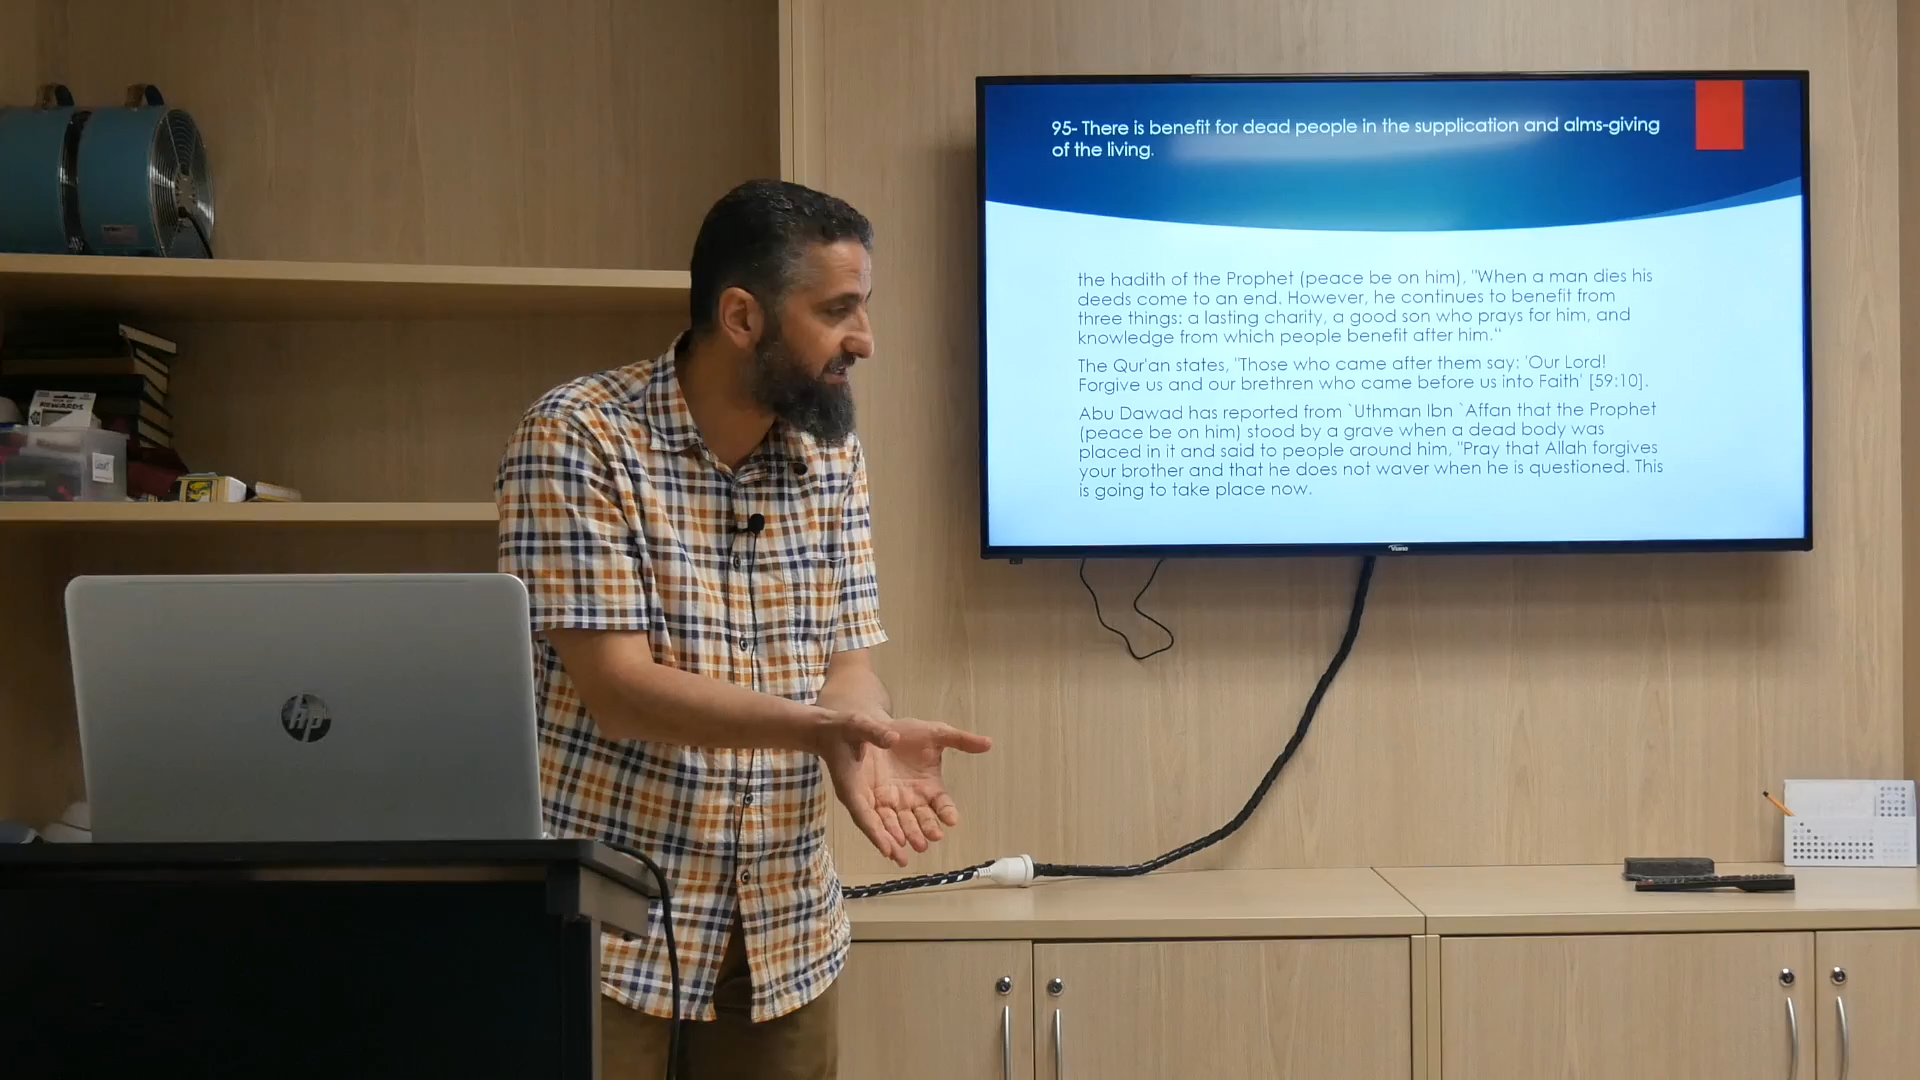 95- There is benefit for dead people in the supplication and alms-giving
of the living.
the hadith of the Prophet (peace be on him), "When a man dies his
deeds come to an end. However, he continues to benefit from
three things: a lasting charity, a good son who prays for him, and
knowledge from which people benefit after him."
The Qur'an states, "Those who came after them say: 'Our Lord!
Forgive us and our brethren who came before us into Faith' [59:10].
Abu Dawad has reported from `Uthman Ibn `Affan that the Prophet
(peace be on him) stood by a grave when a dead body was
placed in it and said to people around him, "Pray that Allah forgives
your brother and that he does not waver when he is questioned. This
is going to take place now.
Viano
hp
REWARDS